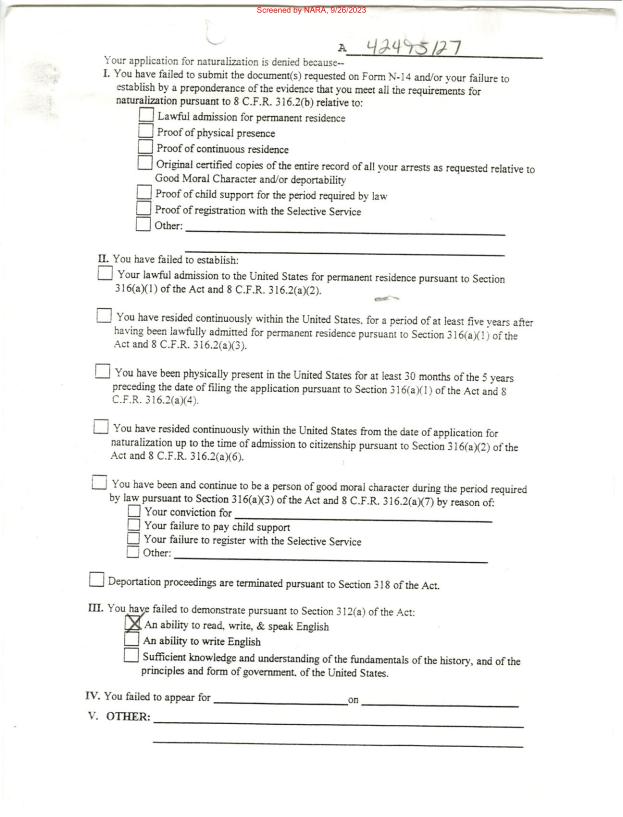 Screened by NARA, 9/26/2023
A 42495127
Your application for naturalization is denied because--
I. You have failed to submit the document(s) requested on Form N-14 and/or your failure to
establish by a preponderance of the evidence that you meet all the requirements for
naturalization pursuant to 8 C.F.R. 316.2(b) relative to:
Lawful admission for permanent residence
Proof of physical presence
Proof of continuous residence
Original certified copies of the entire record of all your arrests as requested relative to
Good Moral Character and/or deportability
Proof of child support for the period required by law
Proof of registration with the Selective Service
Other:
II. You have failed to establish:
Your lawful admission to the United States for permanent residence pursuant to Section
316(a)(1) of the Act and 8 C.F.R. 316.2(a)(2).
You have resided continuously within the United States, for a period of at least five years after
having been lawfully admitted for permanent residence pursuant to Section 316(a)(1) of the
Act and 8 C.F.R. 316.2(a)(3).
You have been physically present in the United States for at least 30 months of the 5 years
preceding the date of filing the application pursuant to Section 316(a)(1) of the Act and 8
C.F.R. 316.2(a)(4).
You have resided continuously within the United States from the date of application for
naturalization up to the time of admission to citizenship pursuant to Section 316(a)(2) of the
Act and 8 C.F.R. 316.2(a)(6).
You have been and continue to be a person of good moral character during the period required
by law pursuant to Section 316(a)(3) of the Act and 8 C.F.R. 316.2(a)(7) by reason of:
Your conviction for
Your failure to pay child support
Your failure to register with the Selective Service
Other:
Deportation proceedings are terminated pursuant to Section 318 of the Act.
III. You have failed to demonstrate pursuant to Section 312(a) of the Act:
An ability to read, write, & speak English
An ability to write English
Sufficient knowledge and understanding of the fundamentals of the history, and of the
principles and form of government, of the United States.
IV. You failed to appear for on
V. OTHER: